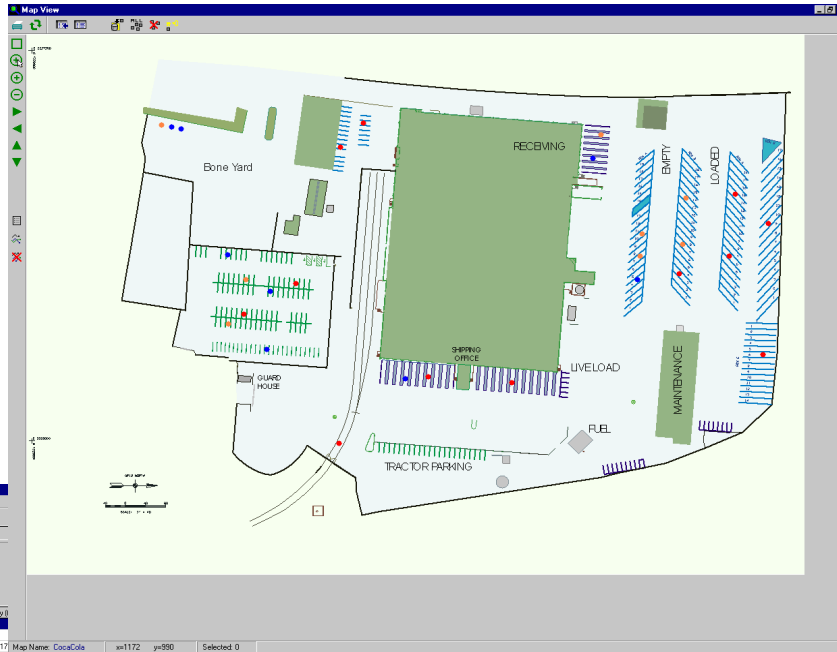 Map View
RECEIVING
EMPTY
LOADED
Bone Yard
SHIPPING
OFFICE
LIVELOAD
MAINTENANCE
GUARD
HOUSE
FUEL
TRACTOR PARKING
Map Name: CocaCola
x=1172
y=990
Selected: 0